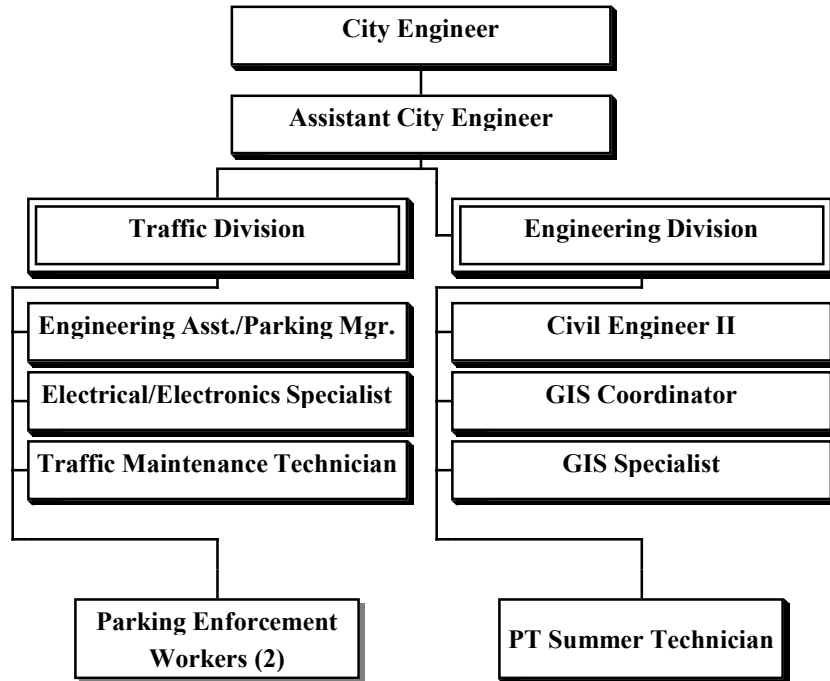 City Engineer
Assistant City Engineer
Traffic Division
Engineering Division
Engineering Asst./Parking Mgr.
Civil Engineer II
Electrical/Electronics Specialist
GIS Coordinator
Traffic Maintenance Technician
GIS Specialist
Parking Enforcement
Workers (2)
PT Summer Technician